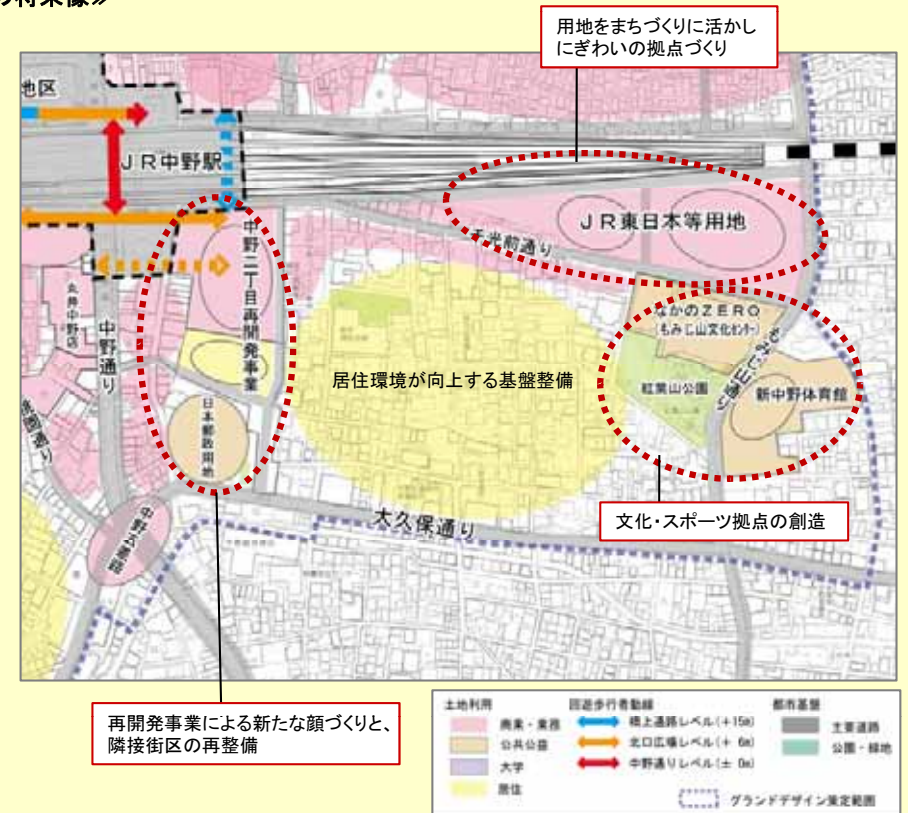 将来像≫
用地をまちづくりに活かし
にぎわいの拠点づくり
地区
JR中野駅
JR東日本等用地
千光前通り
中野二丁目再開発事業
丸井中野店
中野通り
なかのZERO
(もみじ山文化センター)
もみじ山通り
居住環境が向上する基盤整備
紅葉山公園
新中野体育館
日本郵政用地
文化・スポーツ拠点の創造
大久保通り
中野五差路
再開発事業による新たな顔づくりと、
隣接街区の再整備
土地利用
商業・業務
公共公益
大学
居住
回遊歩行者動線
橋上通路レベル(+15m)
北口広場レベル(+ 6m)
中野通りレベル(± 0m)
都市基盤
主要道路
公園・緑地
グランドデザイン策定範囲